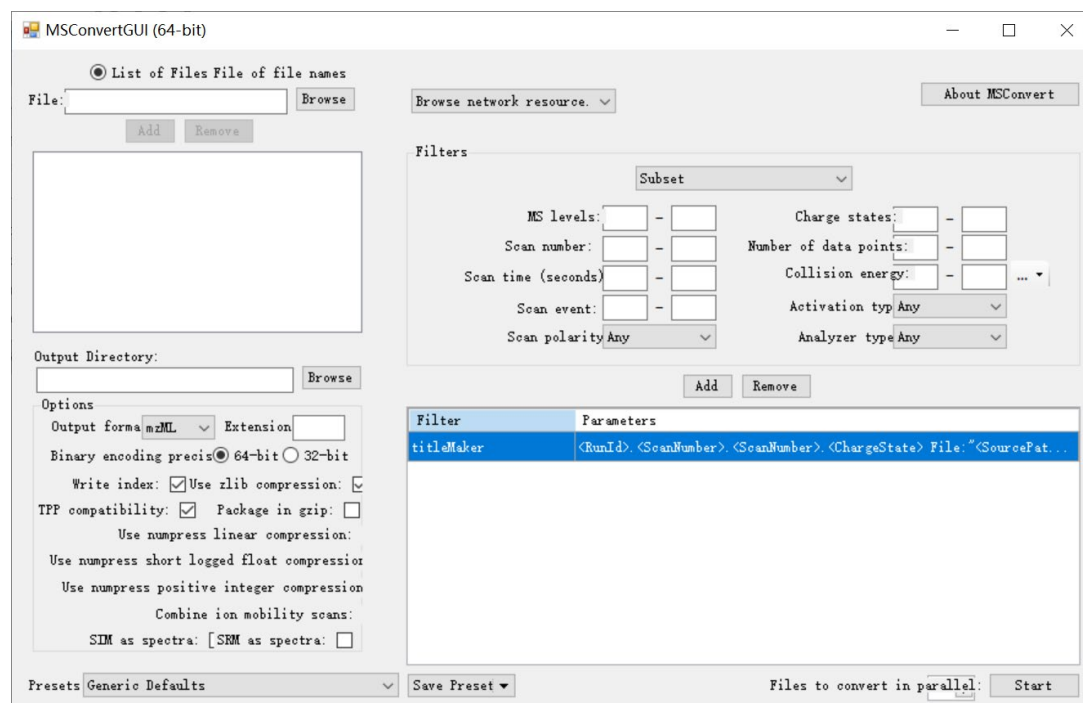 MSConvertGUI (64-bit)
List of Files File of file names
File: Browse
Add Remove
Browse network resource.
About MSConvert
Filters
Subset
MS levels: - Charge states: -
Scan number: - Number of data points: -
Scan time (seconds) - Collision energy: - ...
Scan event: - Activation typ Any
Scan polarity Any Analyzer type Any
Add Remove
Output Directory:
Browse
Options
Output forma mzML Extension
Binary encoding precis 64-bit 32-bit
Write index: Use zlib compression:
TPP compatibility: Package in gzip:
Use numpress linear compression:
Use numpress short logged float compression
Use numpress positive integer compression
Combine ion mobility scans:
SIM as spectra: SRM as spectra:
Filter Parameters
titleMaker <RunId>.<ScanNumber>.<ScanNumber>.<ChargeState> File:"<SourcePat...
Presets Generic Defaults Save Preset
Files to convert in parallel: Start